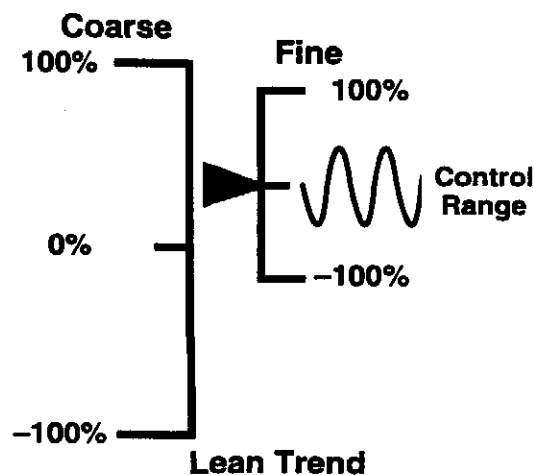 Coarse
100%
Fine
100%
Control
Range
0%
–100%
–100%
Lean Trend